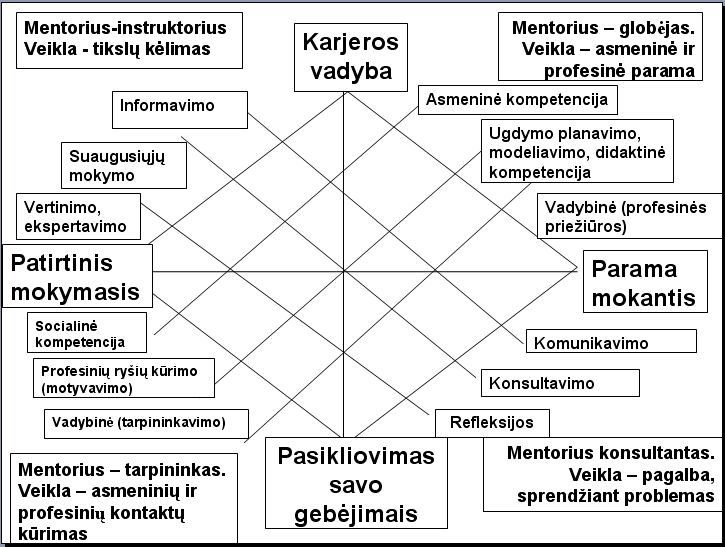 Mentorius-instruktorius
Veikla - tikslų kėlimas
Karjeros
vadyba
Mentorius – globėjas.
Veikla – asmeninė ir
profesinė parama
Informavimo
Asmeninė kompetencija
Suaugusiųjų
mokymo
Ugdymo planavimo,
modeliavimo, didaktinė
kompetencija
Vertinimo,
ekspertavimo
Vadybinė (profesinės
priežiūros)
Patirtinis
mokymasis
Parama
mokantis
Socialinė
kompetencija
Komunikavimo
Profesinių ryšių kūrimo
(motyvavimo)
Konsultavimo
Vadybinė (tarpininkavimo)
Refleksijos
Mentorius – tarpininkas.
Veikla – asmeninių ir
profesinių kontaktų
kūrimas
Pasikliovimas
savo
gebėjimais
Mentorius konsultantas.
Veikla – pagalba,
sprendžiant problemas